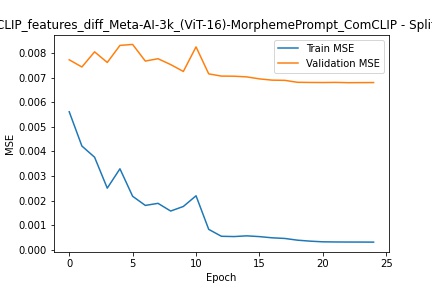 CLIP_features_diff_Meta-AI-3k_(ViT-16)-MorphemePrompt_ComCLIP - Split
Train MSE
Validation MSE
0.008
0.007
0.006
0.005
0.004
0.003
0.002
0.001
0.000
MSE
0 5 10 15 20 25
Epoch